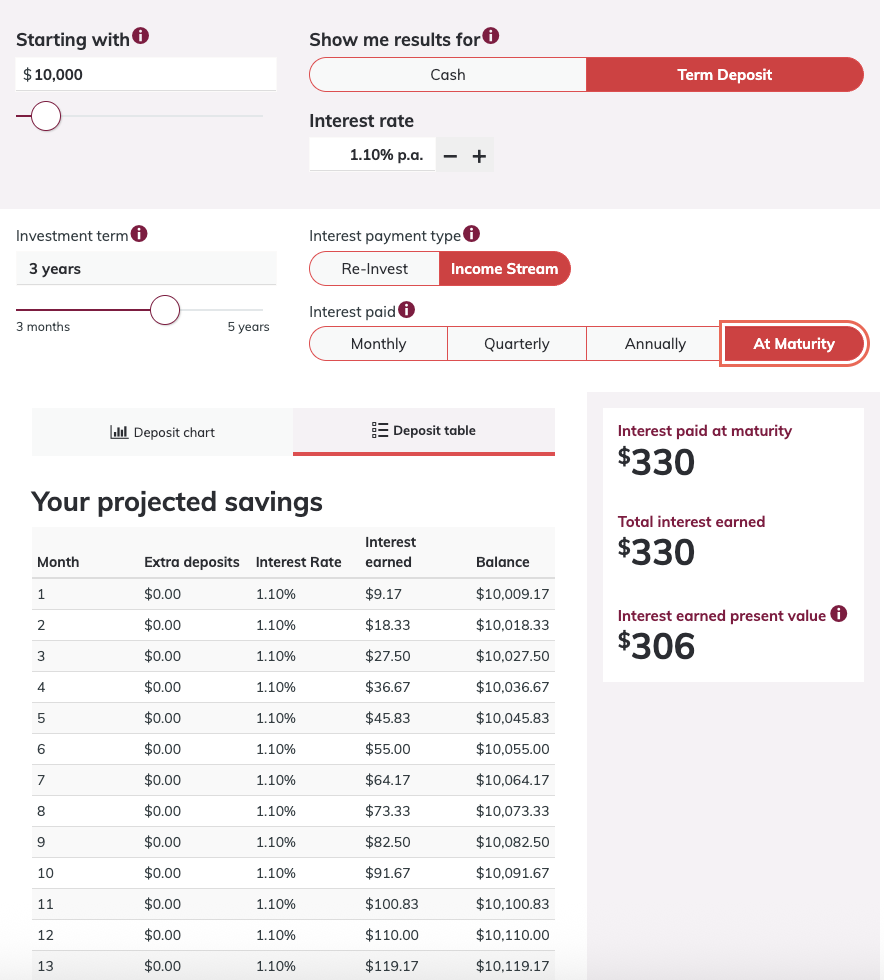 Starting with
$ 10,000
Show me results for
Cash Term Deposit
Interest rate
1.10% p.a. − +
Investment term
3 years
3 months 5 years
Interest payment type
Re-Invest Income Stream
Interest paid
Monthly Quarterly Annually At Maturity
Deposit chart Deposit table
Your projected savings
Month Extra deposits Interest Rate Interest earned Balance
1 $0.00 1.10% $9.17 $10,009.17
2 $0.00 1.10% $18.33 $10,018.33
3 $0.00 1.10% $27.50 $10,027.50
4 $0.00 1.10% $36.67 $10,036.67
5 $0.00 1.10% $45.83 $10,045.83
6 $0.00 1.10% $55.00 $10,055.00
7 $0.00 1.10% $64.17 $10,064.17
8 $0.00 1.10% $73.33 $10,073.33
9 $0.00 1.10% $82.50 $10,082.50
10 $0.00 1.10% $91.67 $10,091.67
11 $0.00 1.10% $100.83 $10,100.83
12 $0.00 1.10% $110.00 $10,110.00
13 $0.00 1.10% $119.17 $10,119.17
Interest paid at maturity
$330
Total interest earned
$330
Interest earned present value
$306